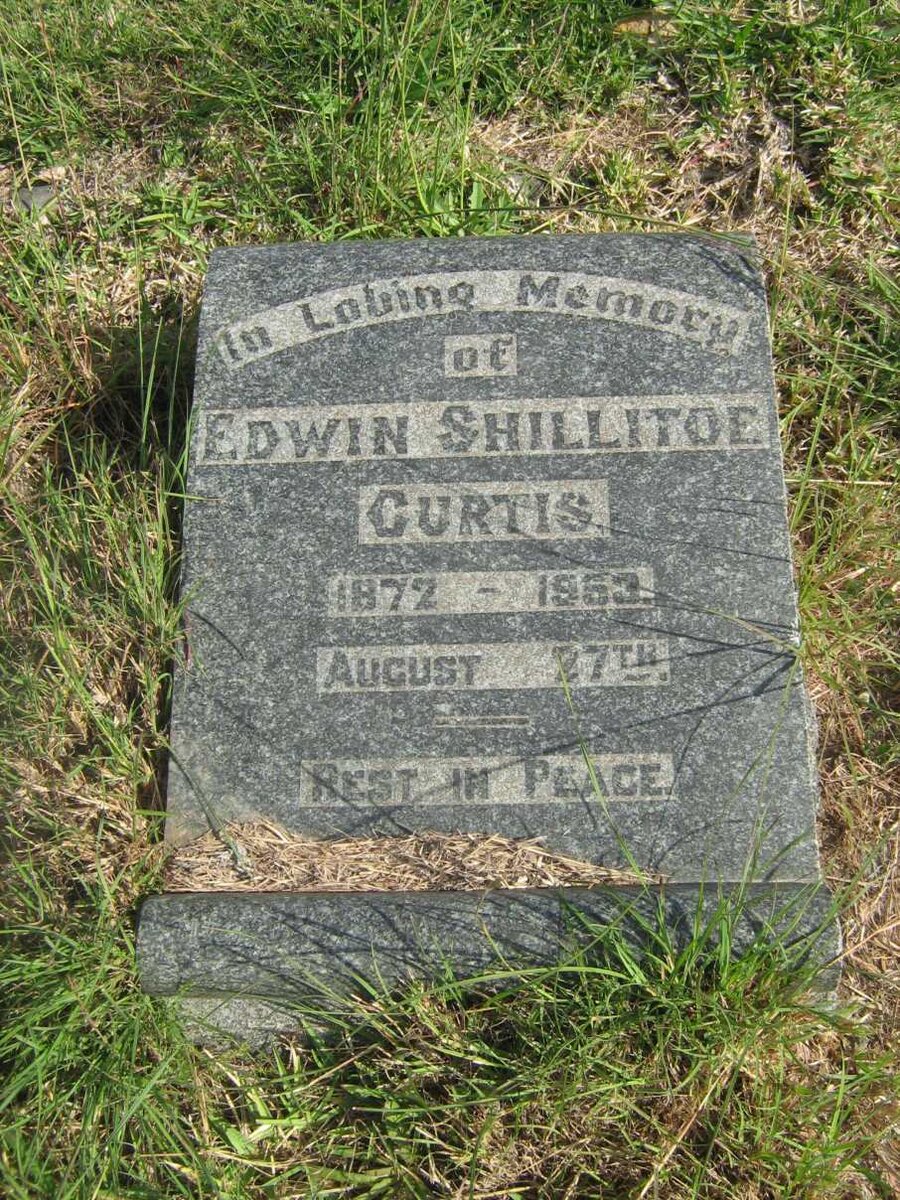 In Loving Memory
of
EDWIN SHILLITOE
CURTIS
1872 - 1953.
AUGUST 27TH.
REST IN PEACE.